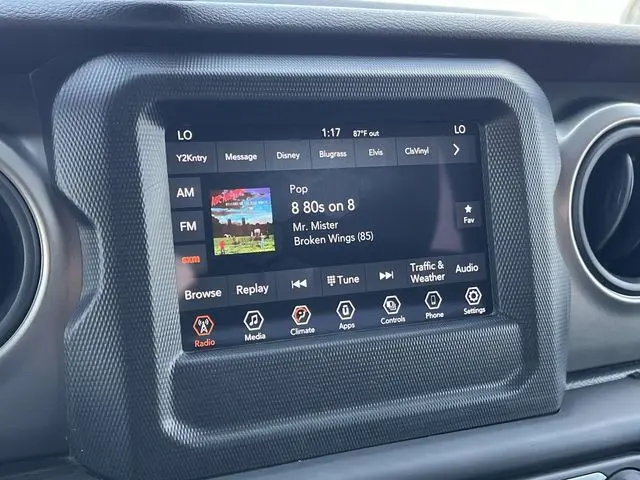 LO 1:17 87°F out LO
Y2Kntry Message Disney Blugrass Elvis ClsVinyl
AM
Pop
8 80s on 8
FM
Mr. Mister
Broken Wings (85)
Fav
sxm
Browse Replay Tune Traffic & Weather Audio
Radio Media Climate Apps Controls Phone Settings